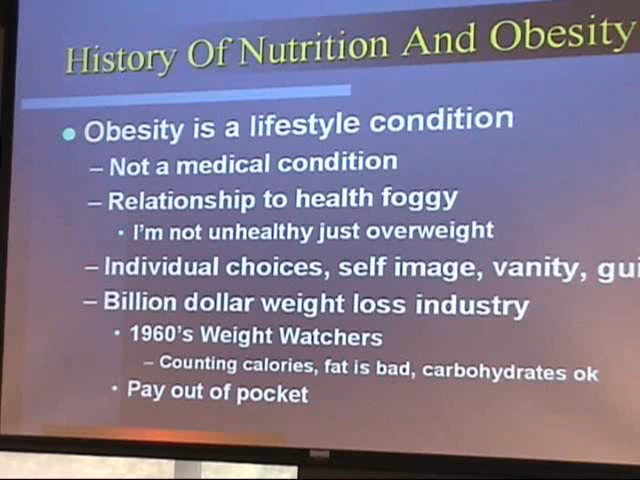 History Of Nutrition And Obesity
• Obesity is a lifestyle condition
– Not a medical condition
– Relationship to health foggy
• I'm not unhealthy just overweight
– Individual choices, self image, vanity,
– Billion dollar weight loss industry
• 1960's Weight Watchers
– Counting calories, fat is bad, carbohydrates ok
• Pay out of pocket